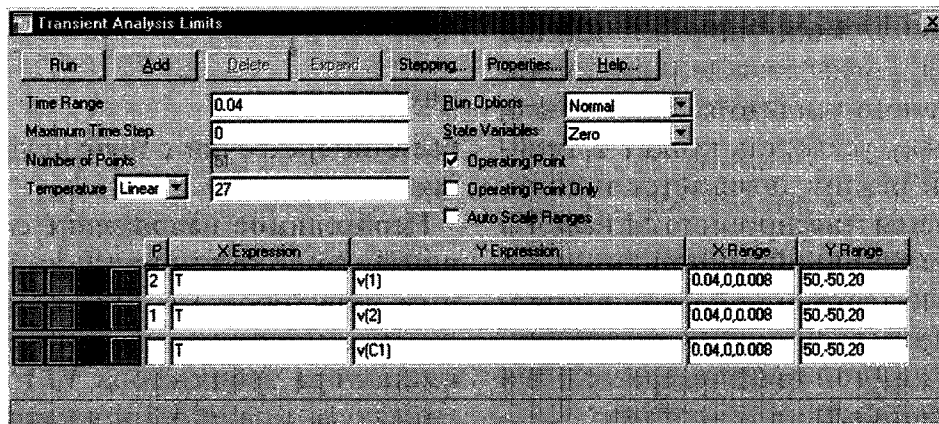 Transient Analysis Limits
Run Add Delete Expand... Stepping... Properties... Help...
Time Range 0.04 Run Options Normal
Maximum Time Step 0 State Variables Zero
Number of Points 51 Operating Point
Temperature Linear 27 Operating Point Only
Auto Scale Ranges
P X Expression Y Expression X Range Y Range
2 T v(1) 0.04,0,0.008 50,-50,20
1 T v(2) 0.04,0,0.008 50,-50,20
T v(C1) 0.04,0,0.008 50,-50,20